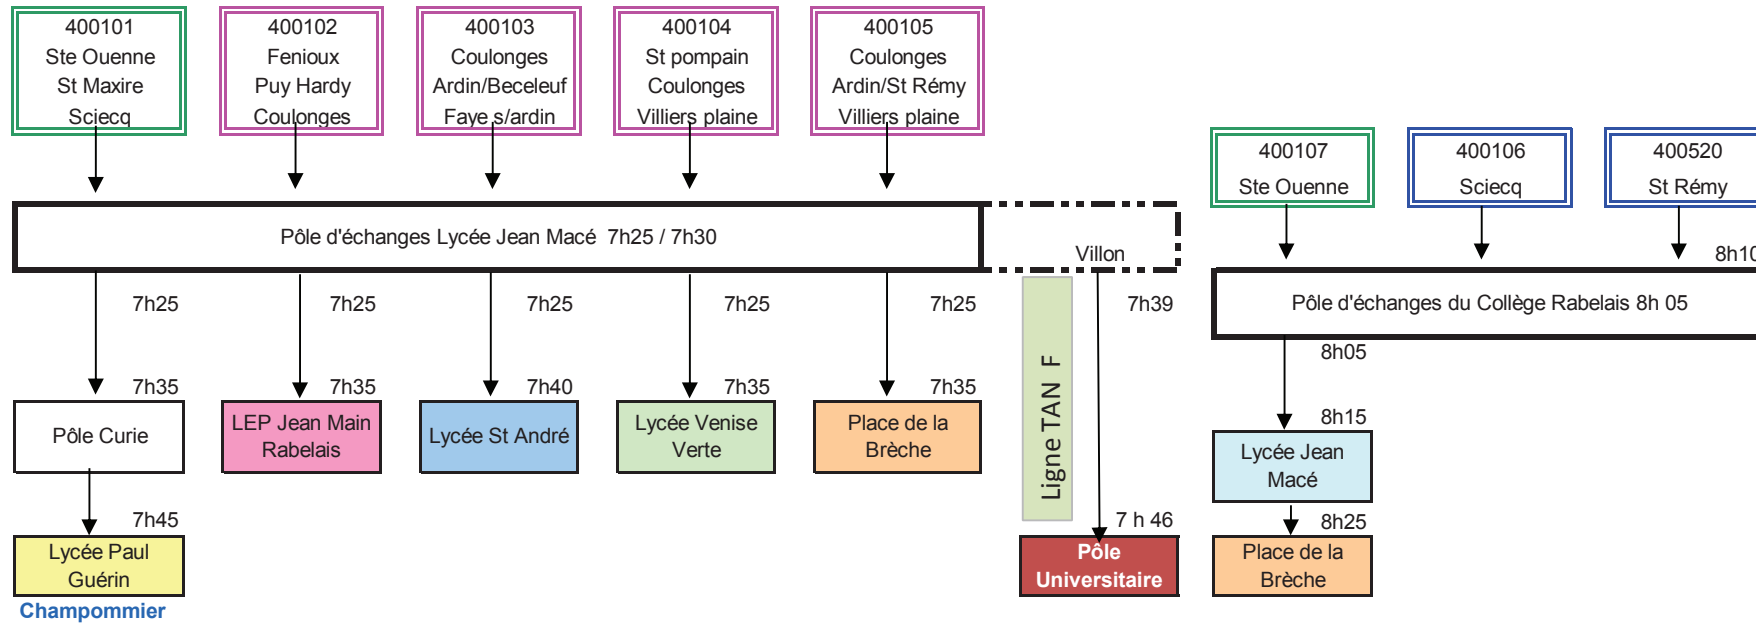 400101
Ste Ouenne
St Maxire
Sciecq
400102
Fenioux
Puy Hardy
Coulonges
400103
Coulonges
Ardin/Beceleuf
Faye s/ardin
400104
St pompain
Coulonges
Villiers plaine
400105
Coulonges
Ardin/St Rémy
Villiers plaine
400107
Ste Ouenne
400106
Sciecq
400520
St Rémy
Pôle d'échanges Lycée Jean Macé  7h25 / 7h30
Villon
8h10
Pôle d'échanges du Collège Rabelais 8h 05
7h25
7h25
7h25
7h25
7h25
7h39
Ligne TAN  F
8h05
7h35
7h35
7h40
7h35
7h35
8h15
Pôle Curie
LEP Jean Main
Rabelais
Lycée St André
Lycée Venise
Verte
Place de la
Brèche
Lycée Jean
Macé
7h45
7 h 46
8h25
Lycée Paul
Guérin
Pôle
Universitaire
Place de la
Brèche
Champommier